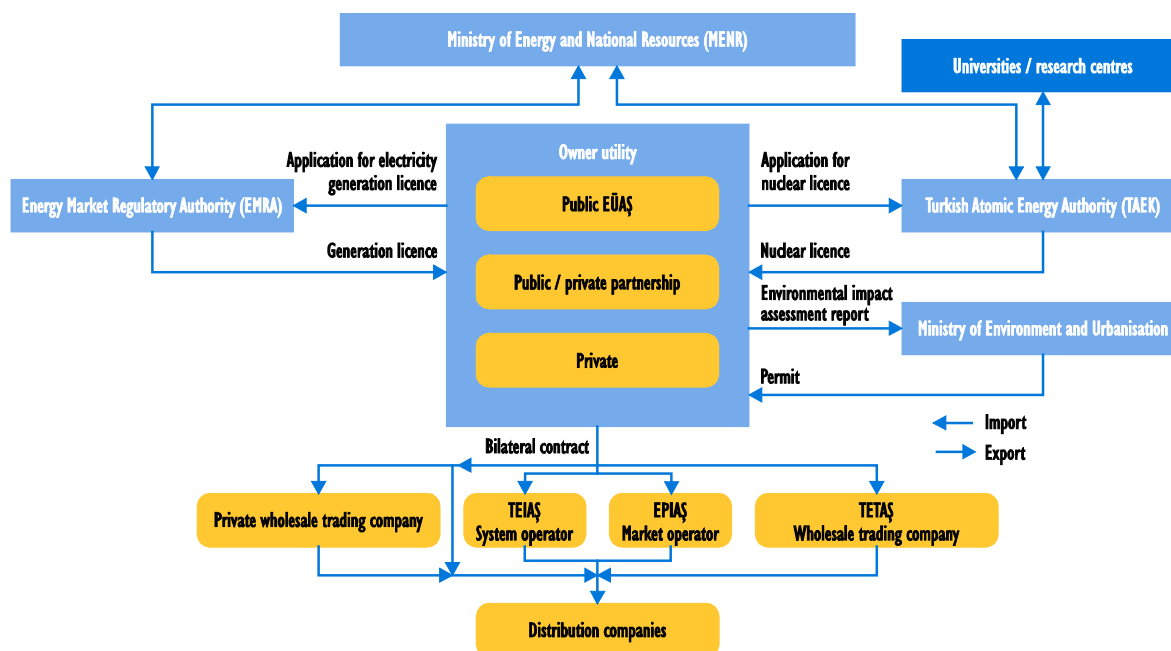 Ministry of Energy and National Resources (MENR)
Universities / research centres
Owner utility
Application for electricity
generation licence
Application for
nuclear licence
Public EÜAŞ
Energy Market Regulatory Authority (EMRA)
Turkish Atomic Energy Authority (TAEK)
Generation licence
Nuclear licence
Public / private partnership
Environmental impact
assessment report
Ministry of Environment and Urbanisation
Private
Permit
Import
Export
Bilateral contract
Private wholesale trading company
TEIAŞ
System operator
EPIAŞ
Market operator
TETAŞ
Wholesale trading company
Distribution companies